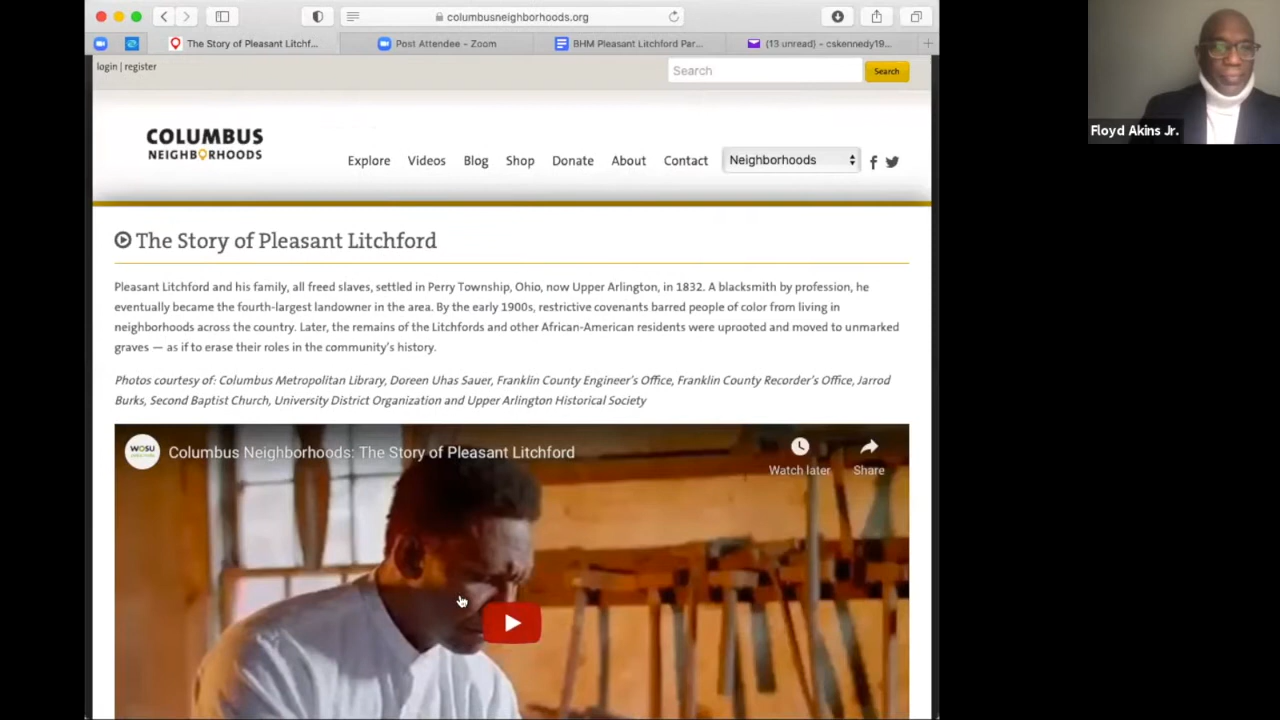 columbusneighborhoods.org
The Story of Pleasant Litchf...
Post Attendee - Zoom
BHM Pleasant Litchford Par...
(13 unread) - cskennedy19...
login | register
Search
Search
COLUMBUS
NEIGHBORHOODS
Explore
Videos
Blog
Shop
Donate
About
Contact
Neighborhoods
The Story of Pleasant Litchford
Pleasant Litchford and his family, all freed slaves, settled in Perry Township, Ohio, now Upper Arlington, in 1832. A blacksmith by profession, he
eventually became the fourth-largest landowner in the area. By the early 1900s, restrictive covenants barred people of color from living in
neighborhoods across the country. Later, the remains of the Litchfords and other African-American residents were uprooted and moved to unmarked
graves — as if to erase their roles in the community's history.
Photos courtesy of: Columbus Metropolitan Library, Doreen Uhas Sauer, Franklin County Engineer's Office, Franklin County Recorder's Office, Jarrod
Burks, Second Baptist Church, University District Organization and Upper Arlington Historical Society
WOSU
Columbus Neighborhoods: The Story of Pleasant Litchford
Watch later
Share
Floyd Akins Jr.